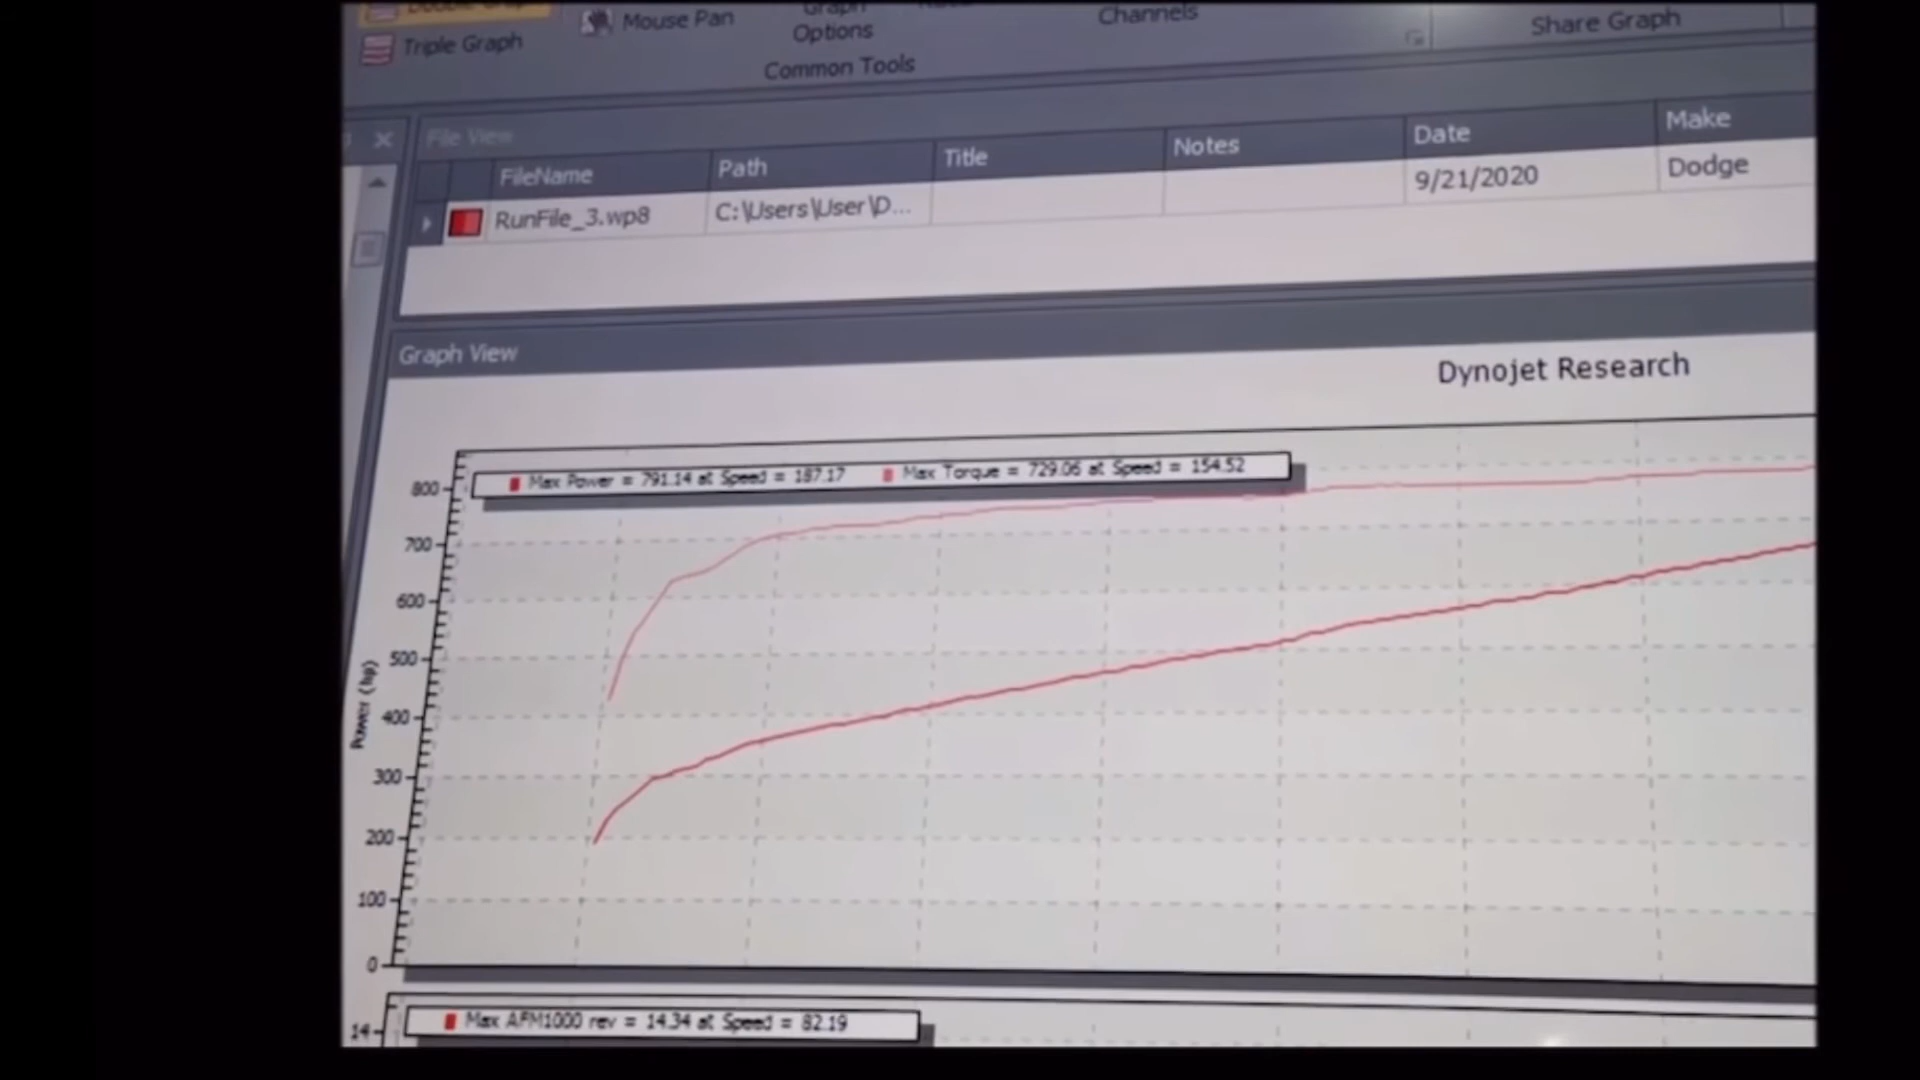 Mouse Pan
Graph
Options
Channels
Share Graph
Triple Graph
Common Tools
File View
FileName Path Title Notes Date Make
RunFile_3.wp8 C:\Users\User\D... 9/21/2020 Dodge
Graph View
Dynojet Research
Max Power = 791.14 at Speed = 187.17 Max Torque = 729.06 at Speed = 154.52
800
700
600
500
400
300
200
100
0
Power (hp)
Max AFM1000 rev = 14.34 at Speed = 82.19
14